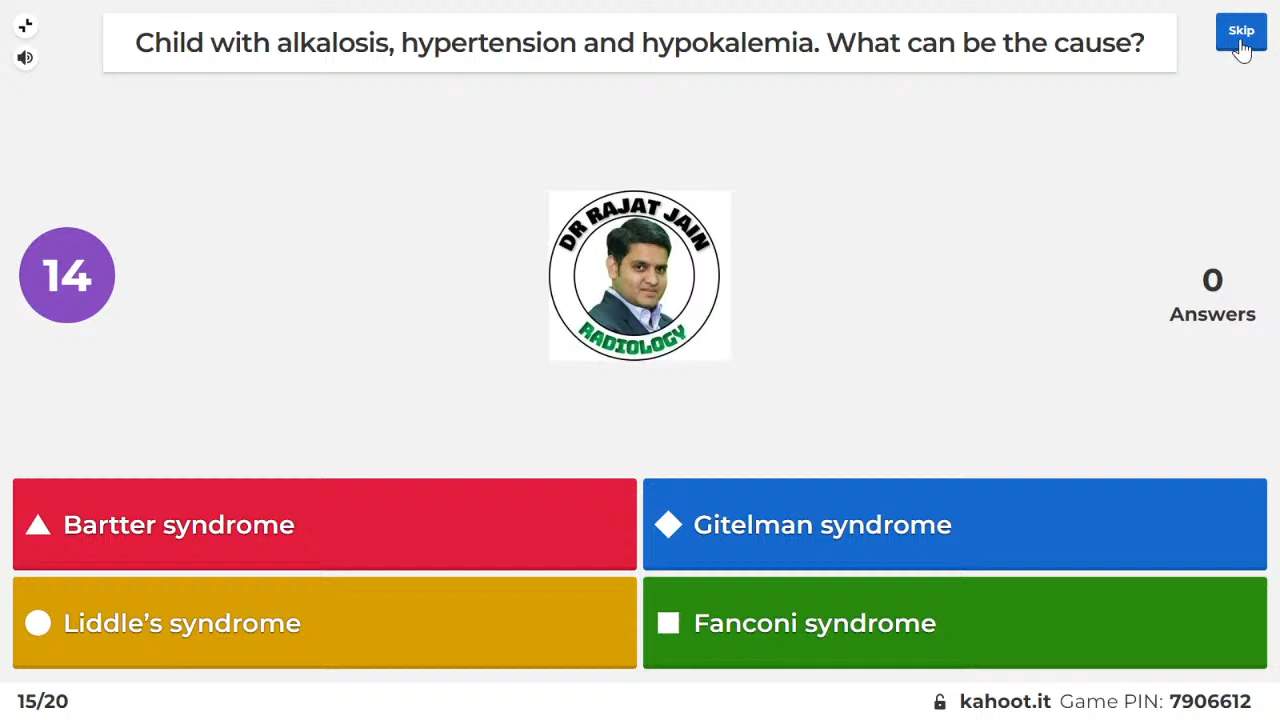 Child with alkalosis, hypertension and hypokalemia. What can be the cause?
Skip
DR RAJAT JAIN
RADIOLOGY
14
0
Answers
Bartter syndrome
Gitelman syndrome
Liddle’s syndrome
Fanconi syndrome
15/20
kahoot.it Game PIN: 7906612